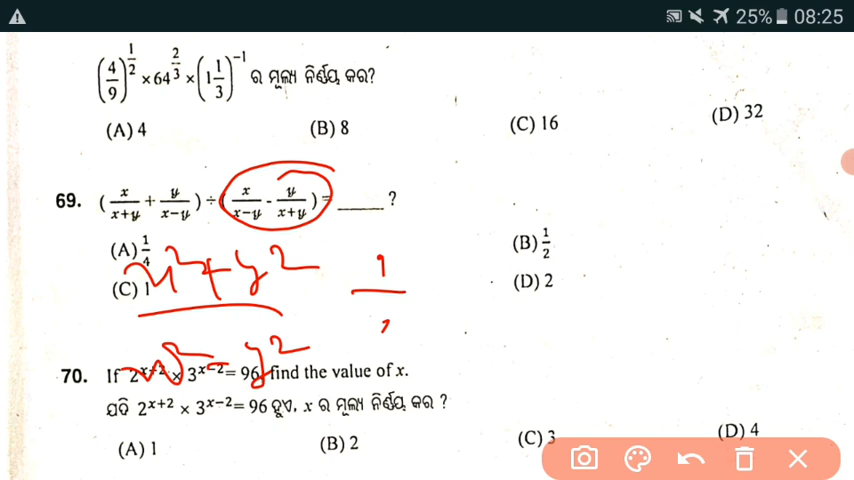 25% 08:25
(4/9)^(1/2) × 64^(2/3) × (1 1/3)^(-1) ର ମୂଲ୍ୟ ନିର୍ଣ୍ଣୟ କର?
(A) 4 (B) 8 (C) 16 (D) 32
69. (x/(x+y) + y/(x−y)) ÷ (x/(x−y) - y/(x+y)) = ____ ?
(A) 1/4 (B) 1/2
(C) 1 (D) 2
x²+y²
x²-y²
1
70. If 2^(x+2) × 3^(x−2) = 96, find the value of x.
ଯଦି 2^(x+2) × 3^(x−2) = 96 ହୁଏ, x ର ମୂଲ୍ୟ ନିର୍ଣ୍ଣୟ କର ?
(A) 1 (B) 2 (C) 3 (D) 4